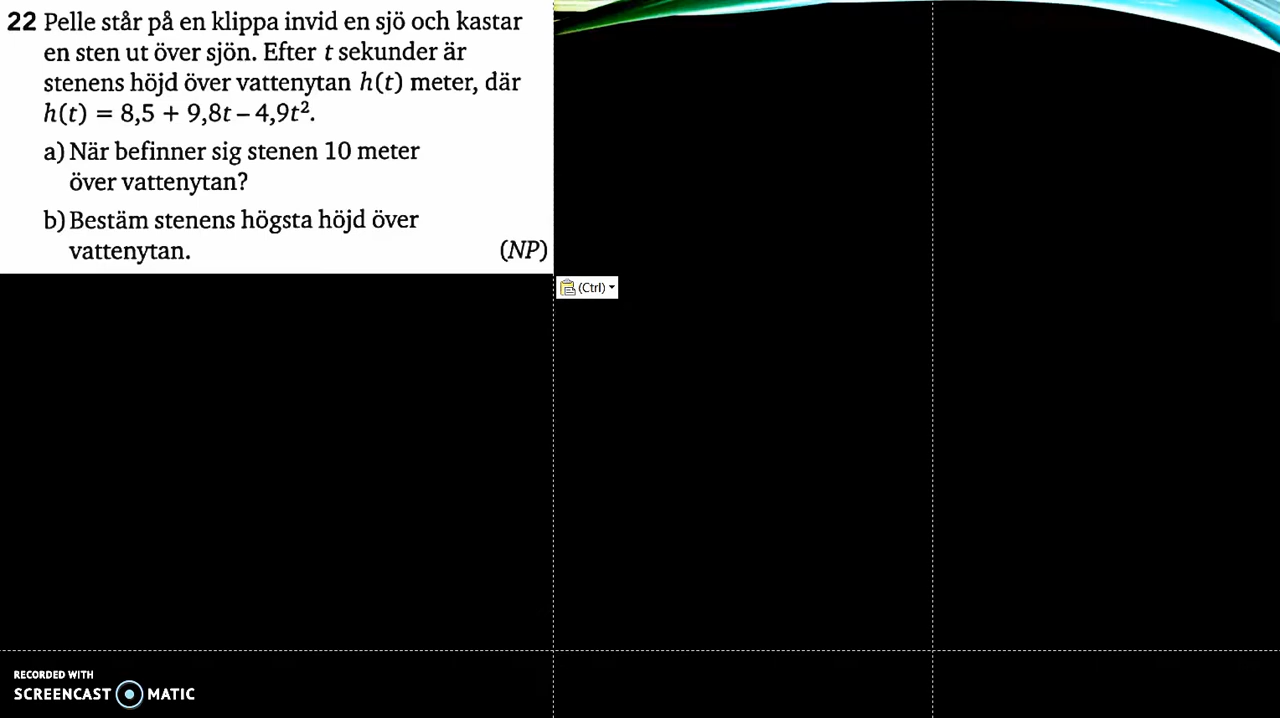 22 Pelle står på en klippa invid en sjö och kastar
en sten ut över sjön. Efter t sekunder är
stenens höjd över vattenytan h(t) meter, där
h(t) = 8,5 + 9,8t – 4,9t².
a) När befinner sig stenen 10 meter
över vattenytan?
b) Bestäm stenens högsta höjd över
vattenytan. (NP)
(Ctrl)
RECORDED WITH
SCREENCAST MATIC